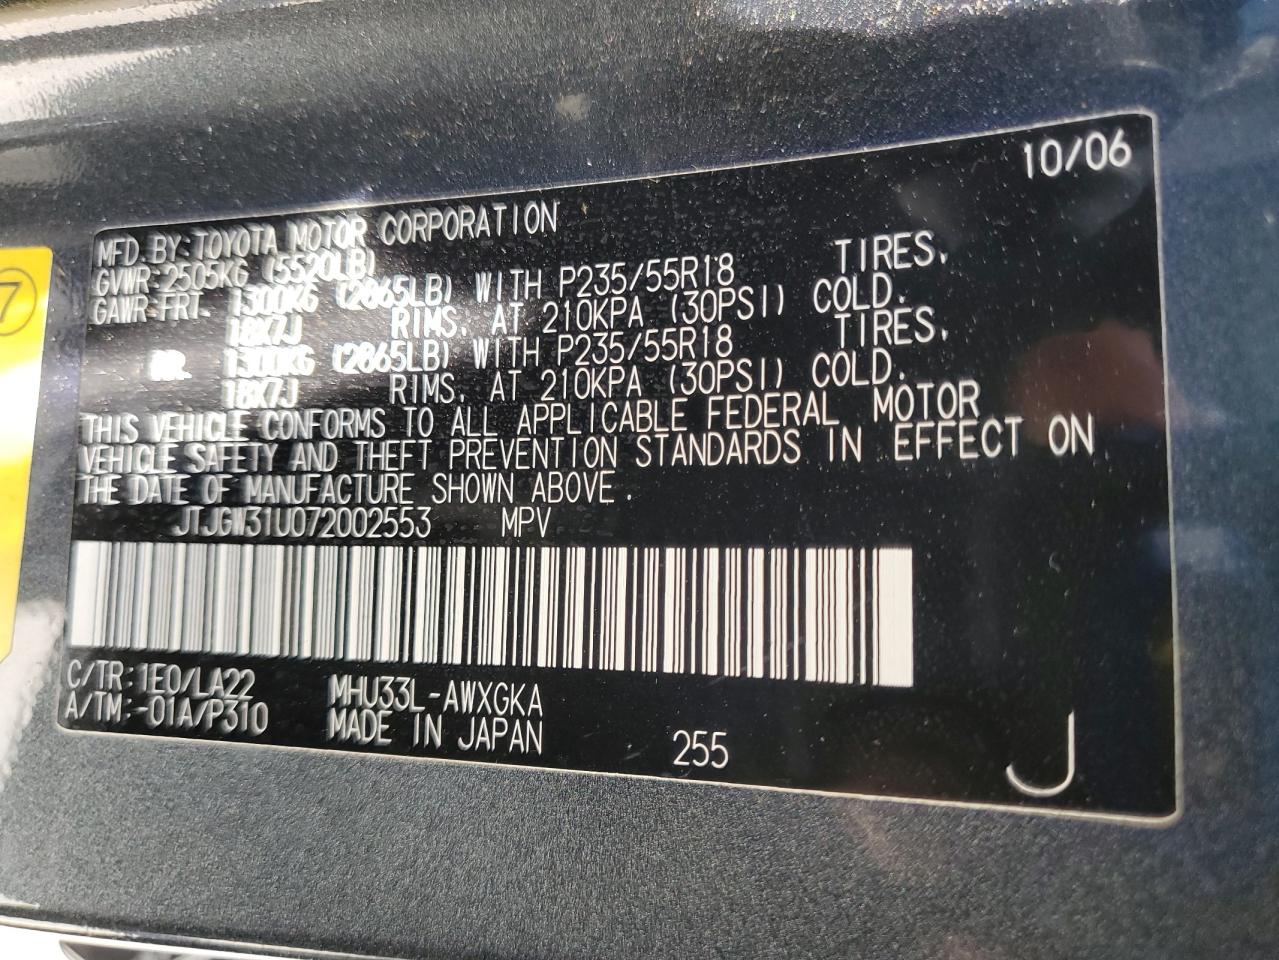 10/06
MFD.BY:TOYOTA MOTOR CORPORATION
GVWR:2505KG (5520LB)
GAWR-FRT. 1300KG (2865LB) WITH P235/55R18 TIRES,
18X7J RIMS, AT 210KPA (30PSI) COLD.
RR. 1300KG (2865LB) WITH P235/55R18 TIRES,
18X7J RIMS, AT 210KPA (30PSI) COLD.
THIS VEHICLE CONFORMS TO ALL APPLICABLE FEDERAL MOTOR
VEHICLE SAFETY AND THEFT PREVENTION STANDARDS IN EFFECT ON
THE DATE OF MANUFACTURE SHOWN ABOVE.
JTJGW31U072002553 MPV
C/TR:1E0/LA22 MHU33L-AWXGKA
A/TM:-01A/P310 MADE IN JAPAN 255 J
7